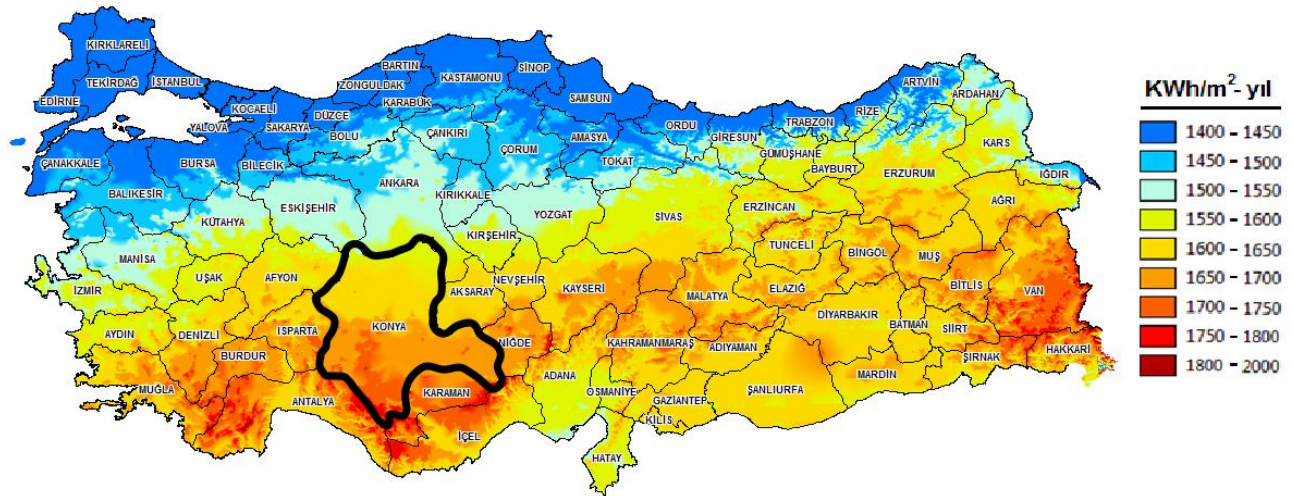 KIRKLARELİ
TEKİRDAĞ
İSTANBUL
EDİRNE
KOCAELİ
YALOVA
SAKARYA
DÜZCE
BOLU
ZONGULDAK
BARTIN
KARABÜK
KASTAMONU
SİNOP
SAMSUN
ÇANKIRI
ÇORUM
AMASYA
ORDU
TOKAT
GİRESUN
TRABZON
RİZE
ARTVİN
ARDAHAN
GÜMÜŞHANE
BAYBURT
KARS
ERZURUM
IĞDIR
ÇANAKKALE
BALIKESİR
BURSA
BİLECİK
ESKİŞEHİR
ANKARA
KIRIKKALE
YOZGAT
SİVAS
ERZİNCAN
AĞRI
KÜTAHYA
MANİSA
UŞAK
AFYON
KIRŞEHİR
NEVŞEHİR
AKSARAY
KAYSERİ
MALATYA
TUNCELİ
ELAZIĞ
BİNGÖL
MUŞ
BİTLİS
VAN
İZMİR
AYDIN
DENİZLİ
ISPARTA
BURDUR
KONYA
NİĞDE
KAHRAMANMARAŞ
ADIYAMAN
DİYARBAKIR
BATMAN
SİİRT
ŞIRNAK
HAKKARİ
MUĞLA
ANTALYA
KARAMAN
İÇEL
ADANA
OSMANİYE
GAZİANTEP
KİLİS
ŞANLIURFA
MARDİN
HATAY
KWh/m²- yıl
1400 – 1450
1450 – 1500
1500 – 1550
1550 – 1600
1600 – 1650
1650 – 1700
1700 – 1750
1750 – 1800
1800 – 2000